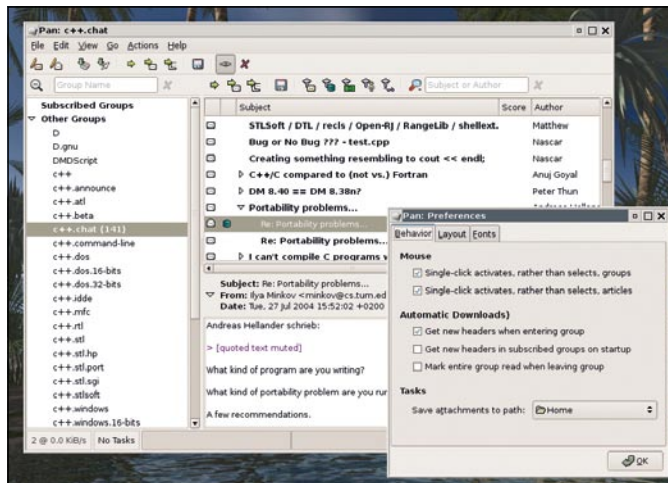 Pan: c++.chat
File Edit View Go Actions Help
Group Name
Subject or Author
Subscribed Groups
Other Groups
D
D.gnu
DMDScript
c++
c++.announce
c++.atl
c++.beta
c++.chat (141)
c++.command-line
c++.dos
c++.dos.16-bits
c++.dos.32-bits
c++.idde
c++.mfc
c++.rtl
c++.stl
c++.stl.hp
c++.stl.port
c++.stl.sgi
c++.stlsoft
c++.windows
c++.windows.16-bits
Subject Score Author
STLSoft / DTL / recls / Open-RJ / RangeLib / shellext. Matthew
Bug or No Bug ??? - test.cpp Nascar
Creating something resembling to cout << endl; Nascar
C++/C compared to (not vs.) Fortran Anuj Goyal
DM 8.40 == DM 8.38n? Peter Thun
Portability problems... Andreas
Re: Portability problems...
Re: Portability problems...
I can't compile C programs
Subject: Re: Portability problems...
From: Ilya Minkov <minkov@cs.tum.ed
Date: Tue, 27 Jul 2004 15:52:02 +0200
Andreas Hellander schrieb:
> [quoted text muted]
What kind of program are you writing?
What kind of portability problem are you
A few recommendations.
2 @ 0.0 KiB/s No Tasks
Pan: Preferences
Behavior Layout Fonts
Mouse
Single-click activates, rather than selects, groups
Single-click activates, rather than selects, articles
Automatic Downloads)
Get new headers when entering group
Get new headers in subscribed groups on startup
Mark entire group read when leaving group
Tasks
Save attachments to path: Home
OK